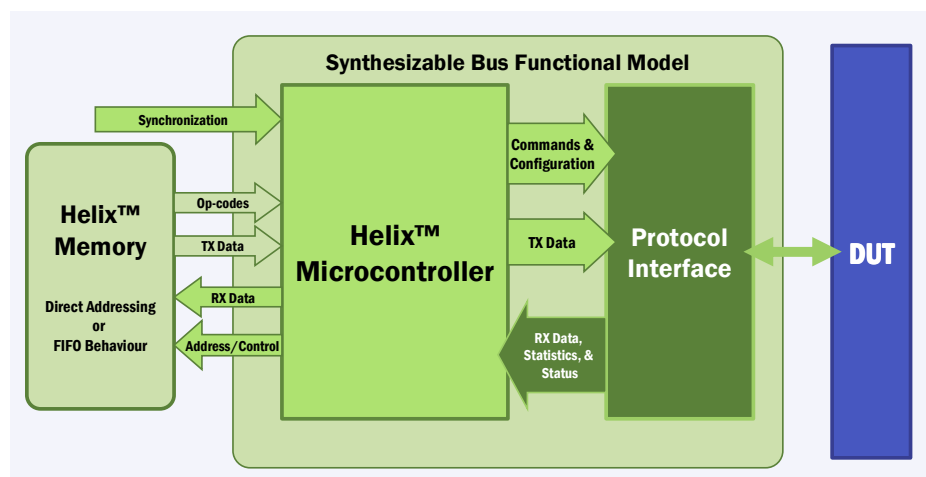 Synthesizable Bus Functional Model
Synchronization
Helix™
Memory
Direct Addressing
or
FIFO Behaviour
Op-codes
TX Data
RX Data
Address/Control
Helix™
Microcontroller
Commands &
Configuration
TX Data
RX Data,
Statistics, &
Status
Protocol
Interface
DUT